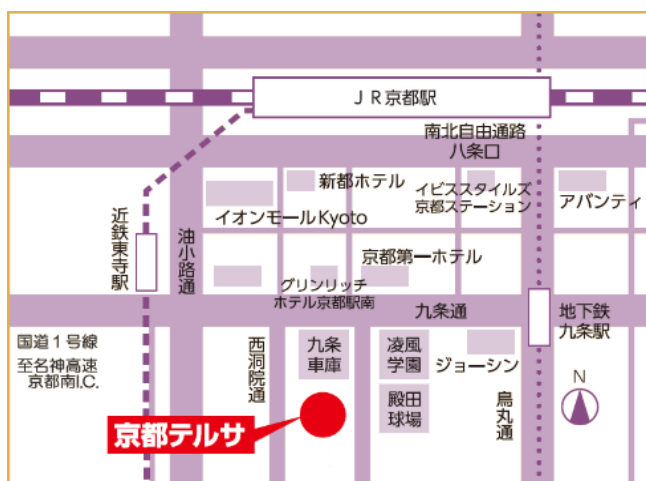 JR京都駅
南北自由通路
八条口
新都ホテル
イビススタイルズ
京都ステーション
アバンティ
イオンモールKyoto
近鉄東寺駅
油小路通
京都第一ホテル
グリンリッチ
ホテル京都駅南
九条通
地下鉄
九条駅
国道1号線
至名神高速
京都南I.C.
西洞院通
九条
車庫
凌風
学園
ジョーシン
殿田
球場
烏丸通
N
京都テルサ